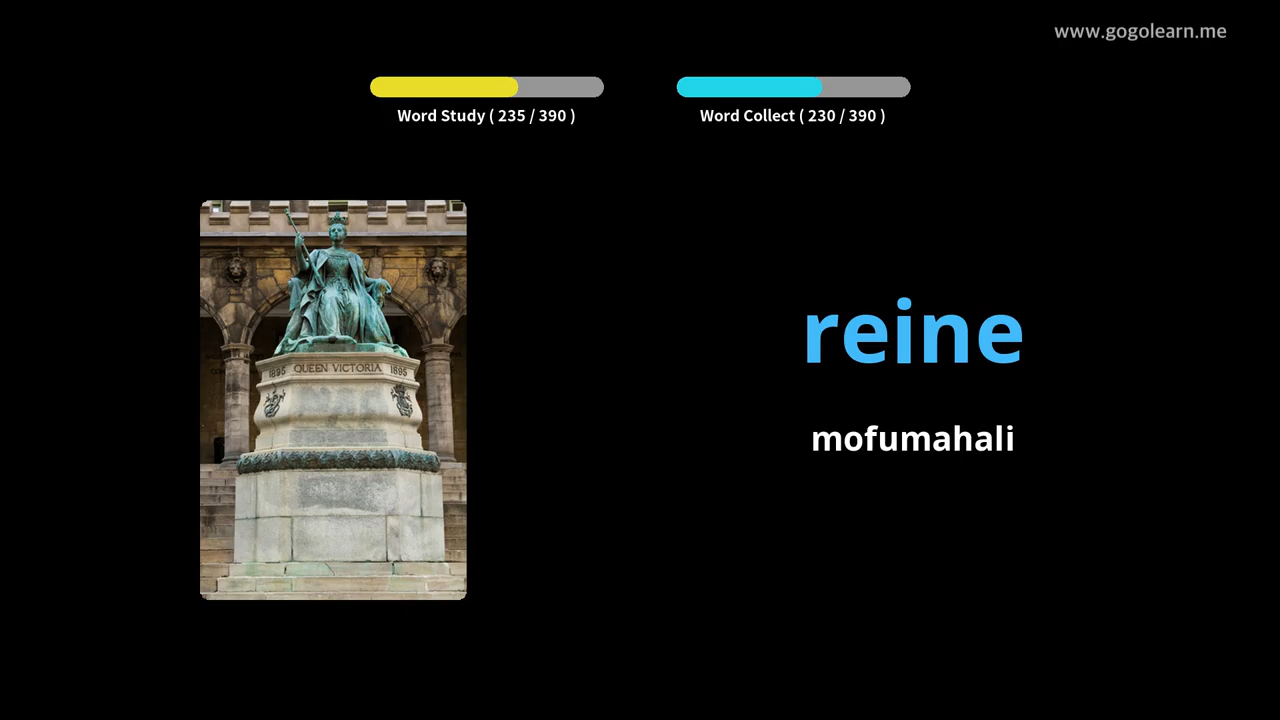 www.gogolearn.me
Word Study ( 235 / 390 )
Word Collect ( 230 / 390 )
1895 QUEEN VICTORIA 1895
reine
mofumahali